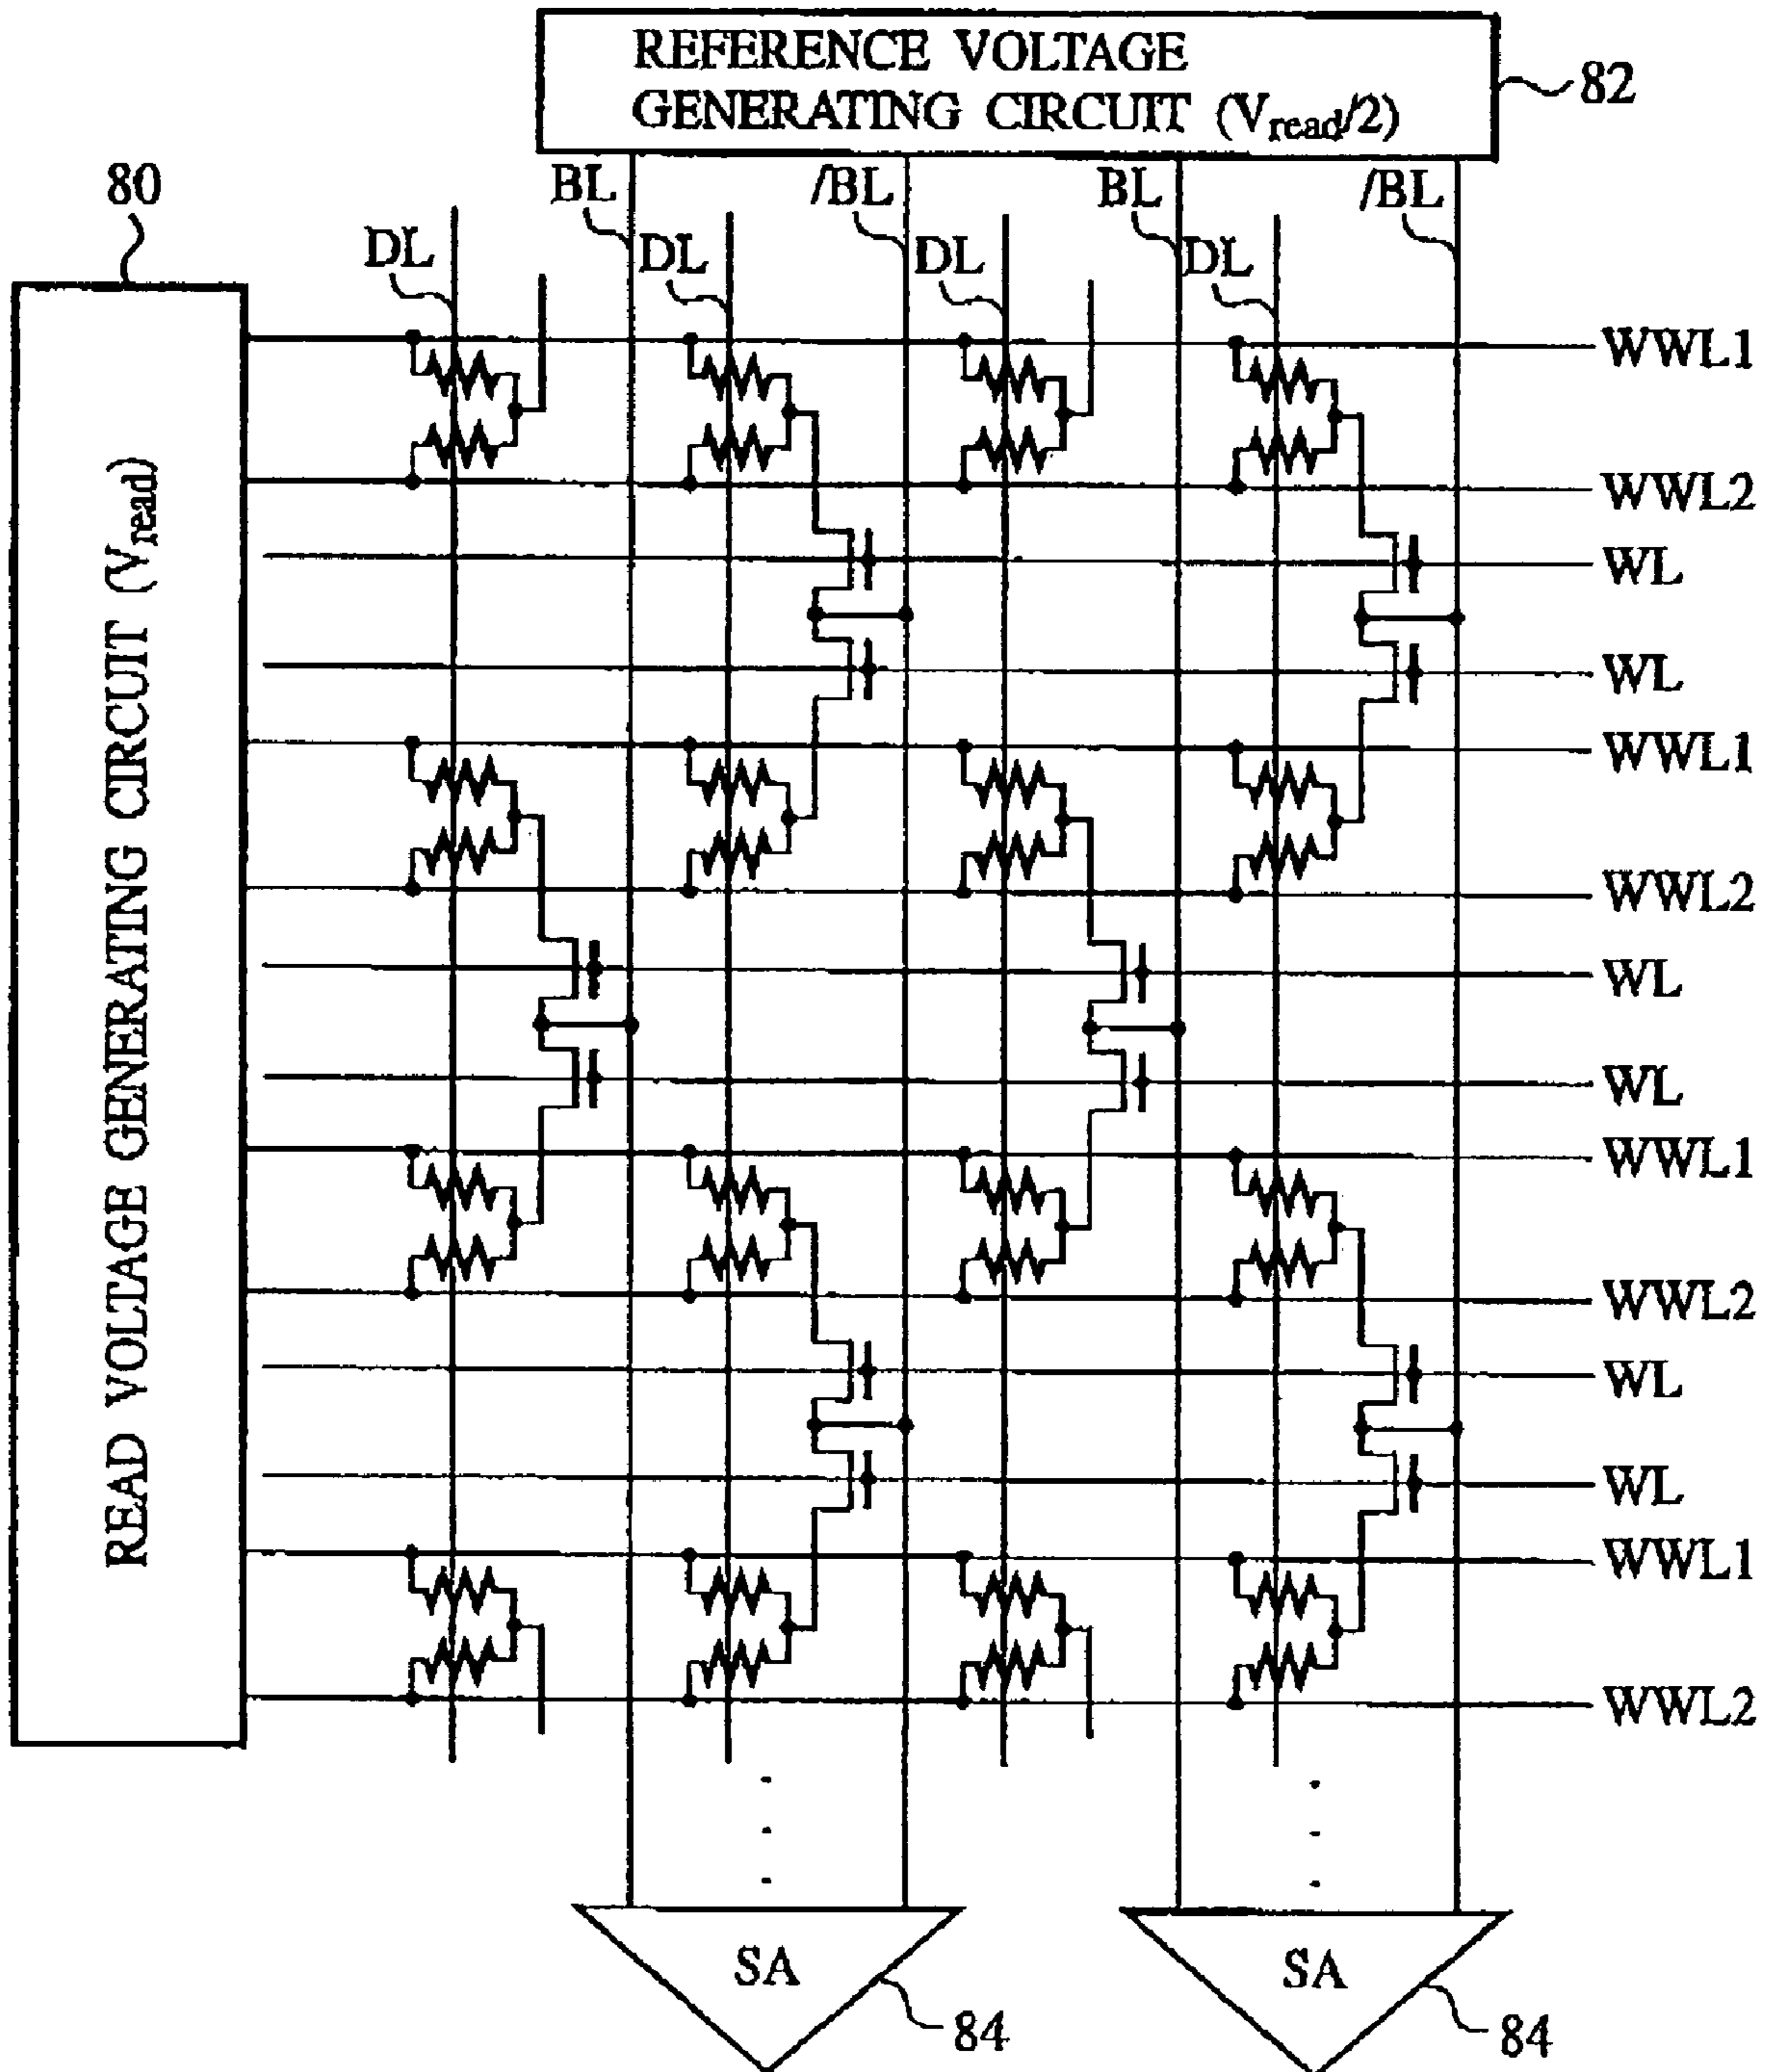 REFERENCE VOLTAGE
GENERATING CIRCUIT (Vread/2)
82
80
BL
/BL
BL
/BL
DL
DL
DL
DL
READ VOLTAGE GENERATING CIRCUIT (Vread)
WWL1
WWL2
WL
WL
WWL1
WWL2
WL
WL
WWL1
WWL2
WL
WL
WWL1
WWL2
SA
SA
84
84